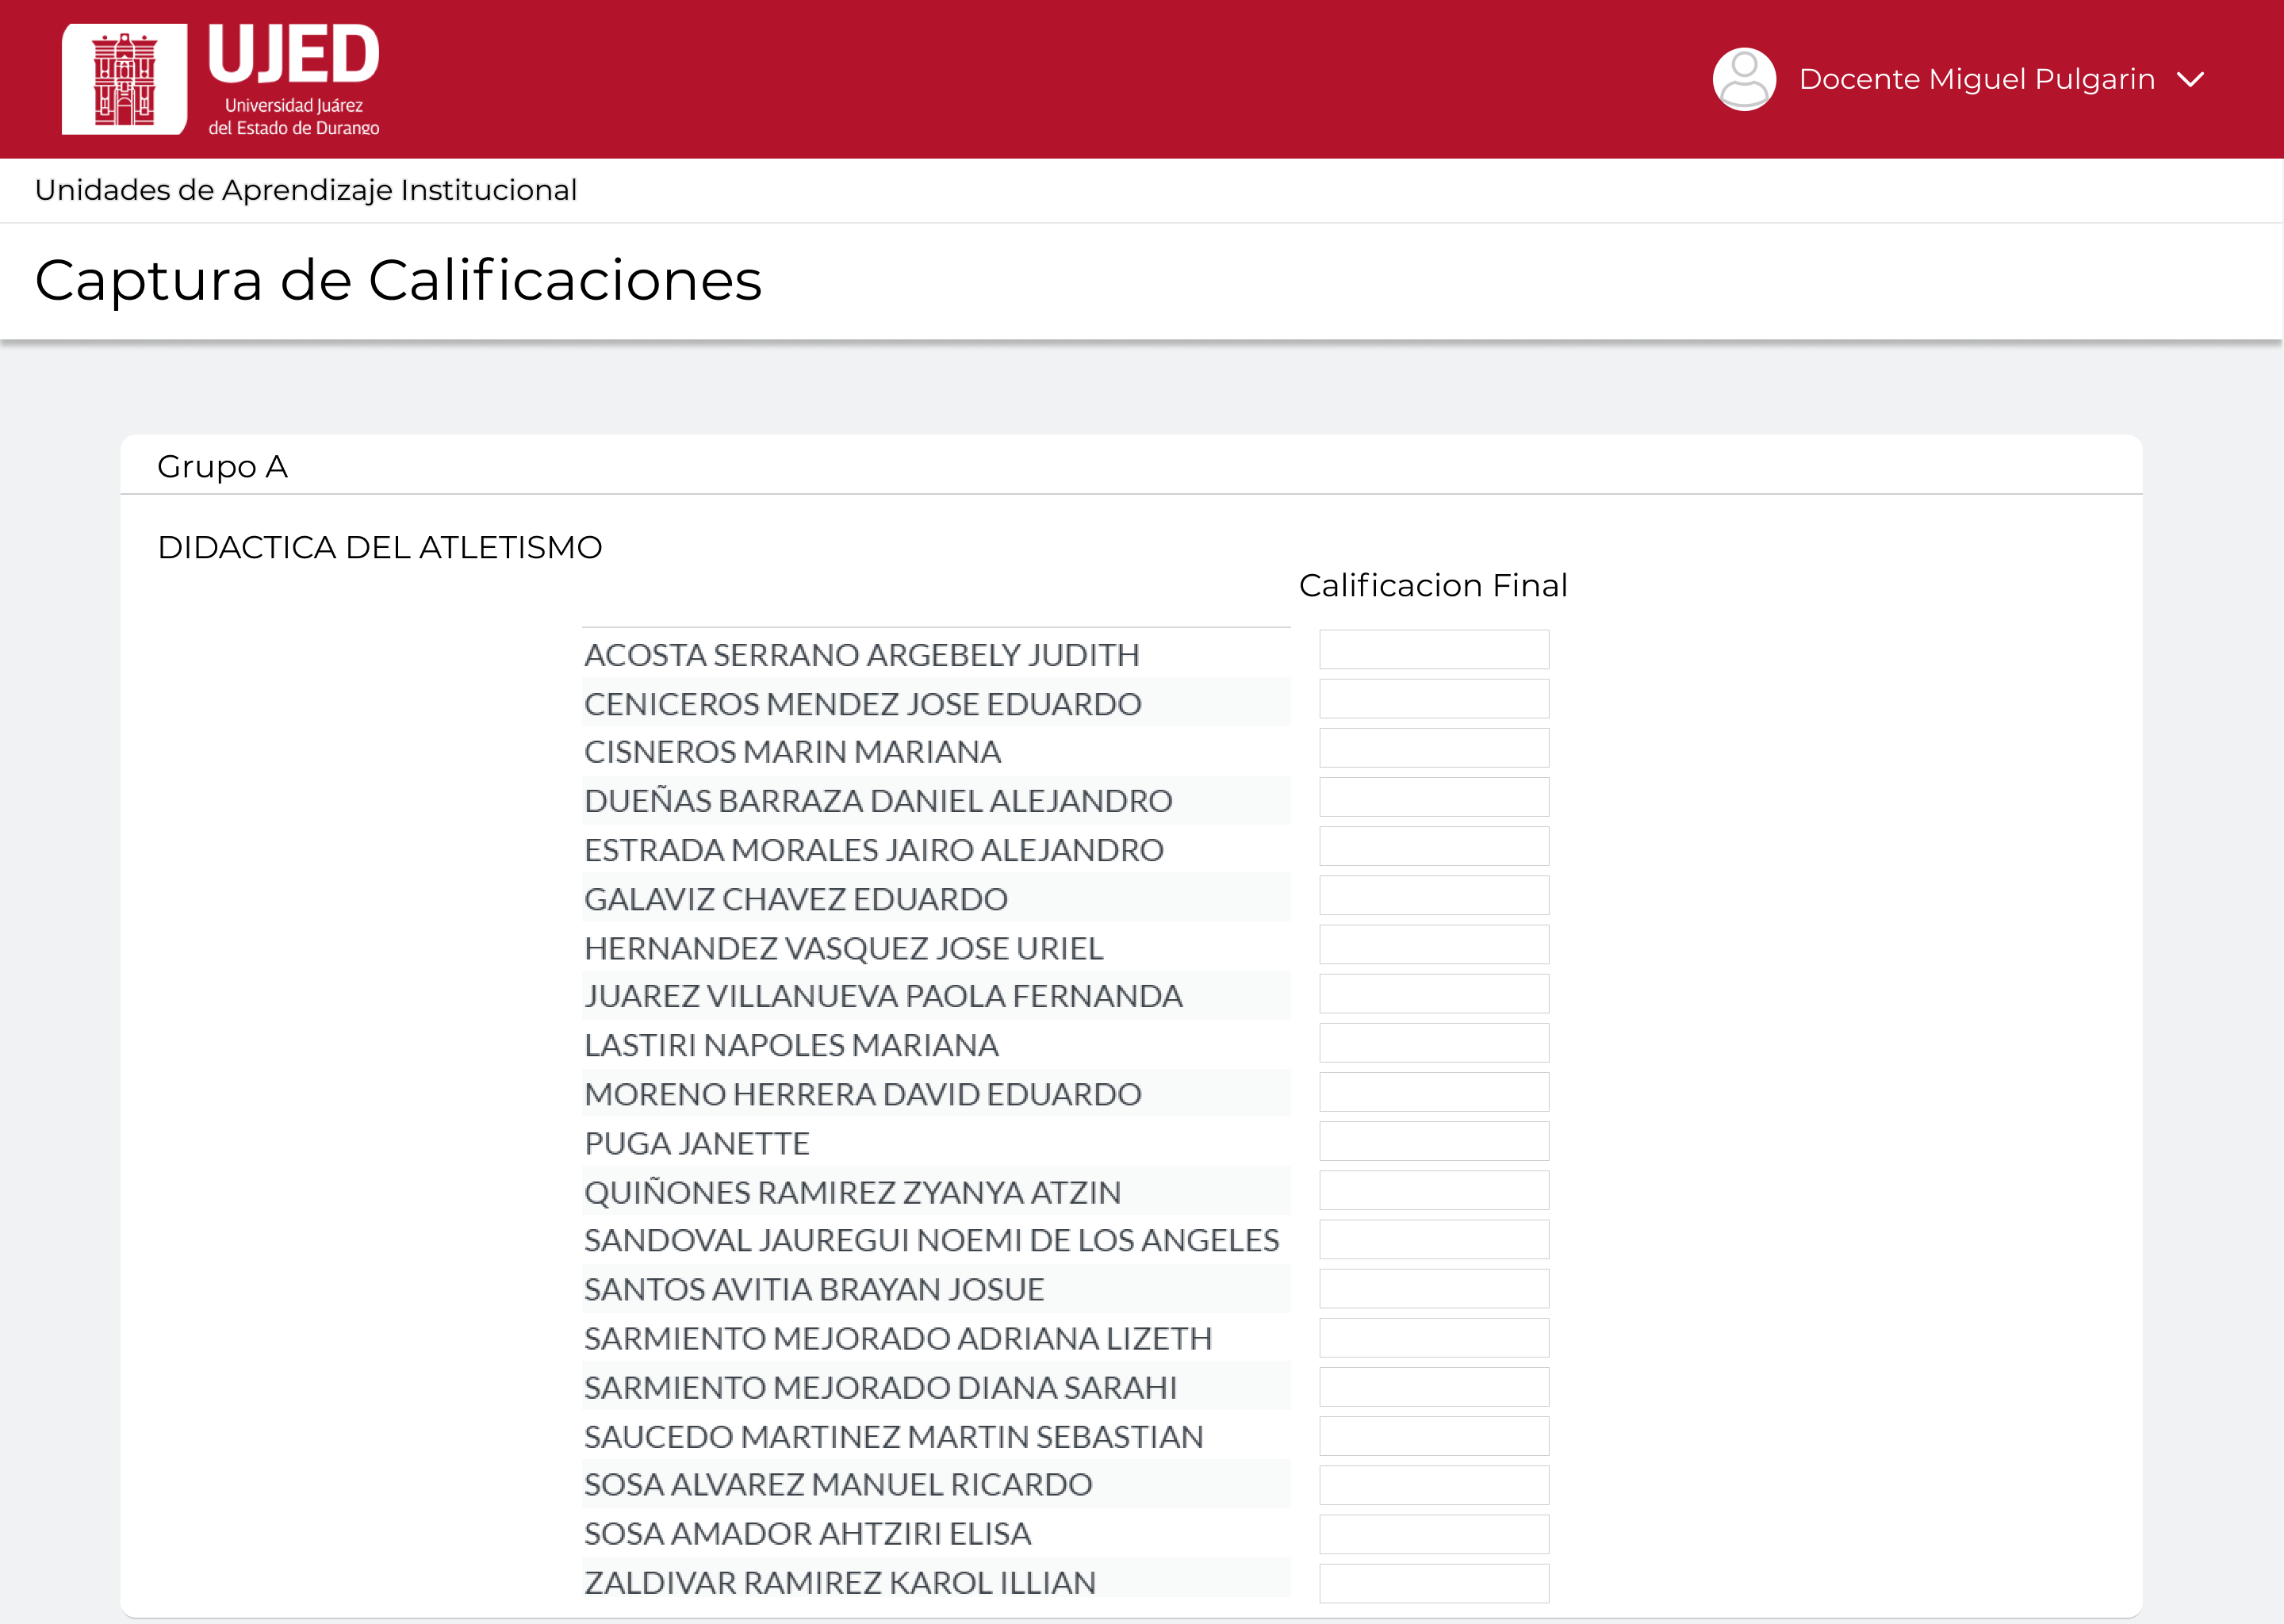 UJED
Universidad Juárez
del Estado de Durango
Docente Miguel Pulgarin
Unidades de Aprendizaje Institucional
Captura de Calificaciones
Grupo A
DIDACTICA DEL ATLETISMO
Calificacion Final
ACOSTA SERRANO ARGEBELY JUDITH
CENICEROS MENDEZ JOSE EDUARDO
CISNEROS MARIN MARIANA
DUEÑAS BARRAZA DANIEL ALEJANDRO
ESTRADA MORALES JAIRO ALEJANDRO
GALAVIZ CHAVEZ EDUARDO
HERNANDEZ VASQUEZ JOSE URIEL
JUAREZ VILLANUEVA PAOLA FERNANDA
LASTIRI NAPOLES MARIANA
MORENO HERRERA DAVID EDUARDO
PUGA JANETTE
QUIÑONES RAMIREZ ZYANYA ATZIN
SANDOVAL JAUREGUI NOEMI DE LOS ANGELES
SANTOS AVITIA BRAYAN JOSUE
SARMIENTO MEJORADO ADRIANA LIZETH
SARMIENTO MEJORADO DIANA SARAHI
SAUCEDO MARTINEZ MARTIN SEBASTIAN
SOSA ALVAREZ MANUEL RICARDO
SOSA AMADOR AHTZIRI ELISA
ZALDIVAR RAMIREZ KAROL ILLIAN